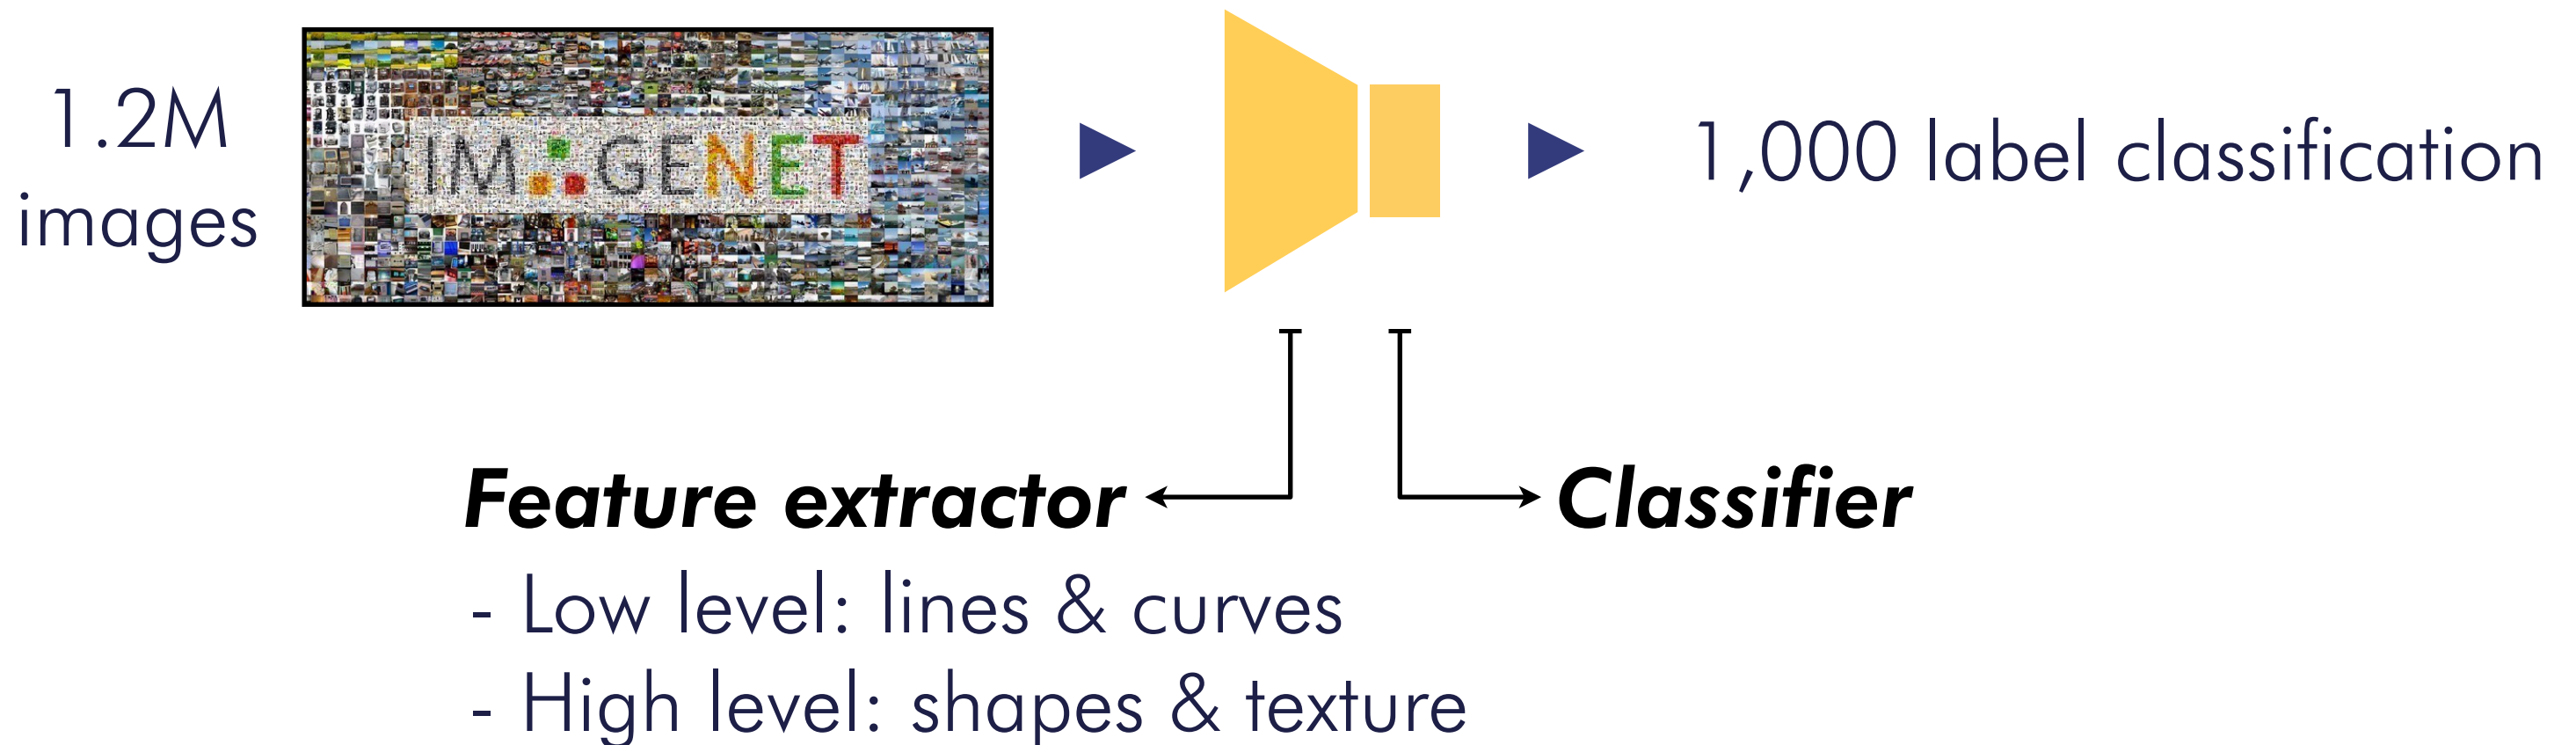 1.2M
images
IMAGENET
1,000 label classification
Feature extractor
Classifier
- Low level: lines & curves
- High level: shapes & texture